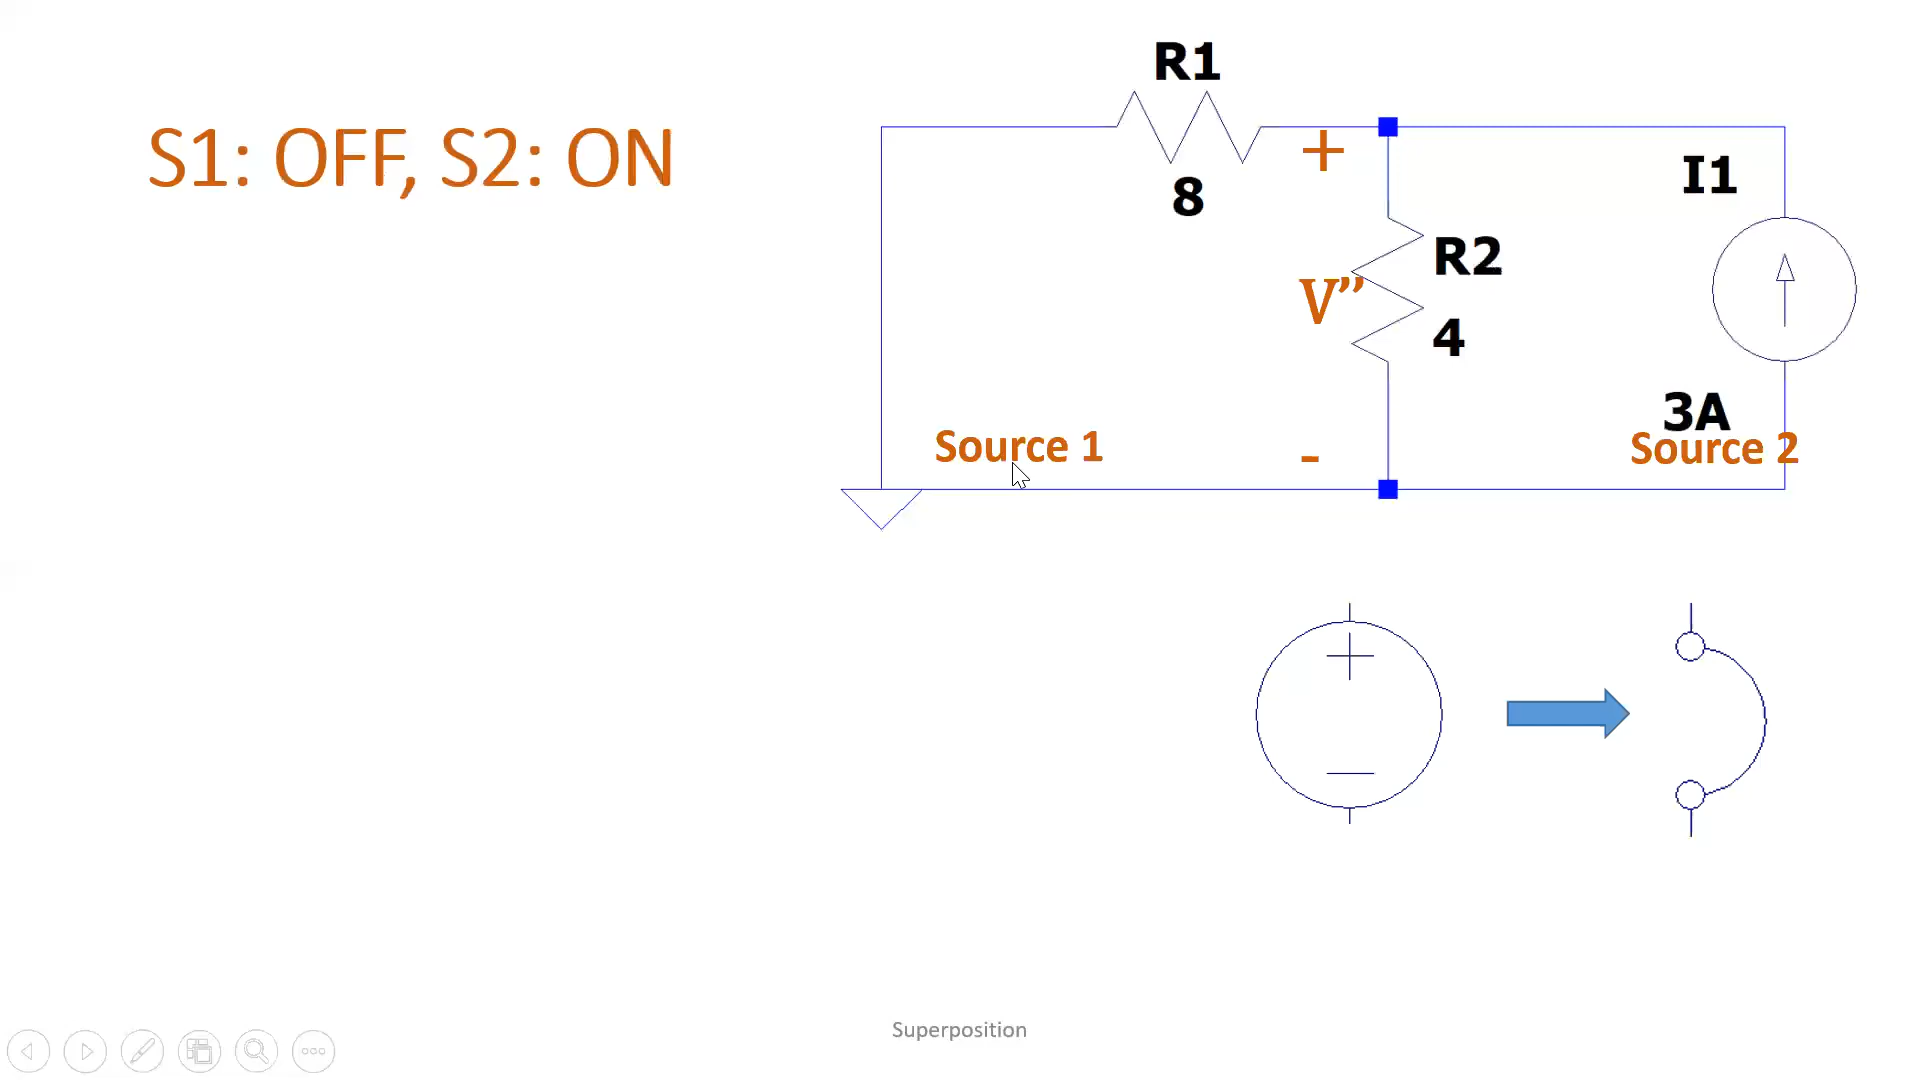 S1: OFF, S2: ON
R1
8
+
I1
R2
V”
4
3A
Source 1
-
Source 2
Superposition